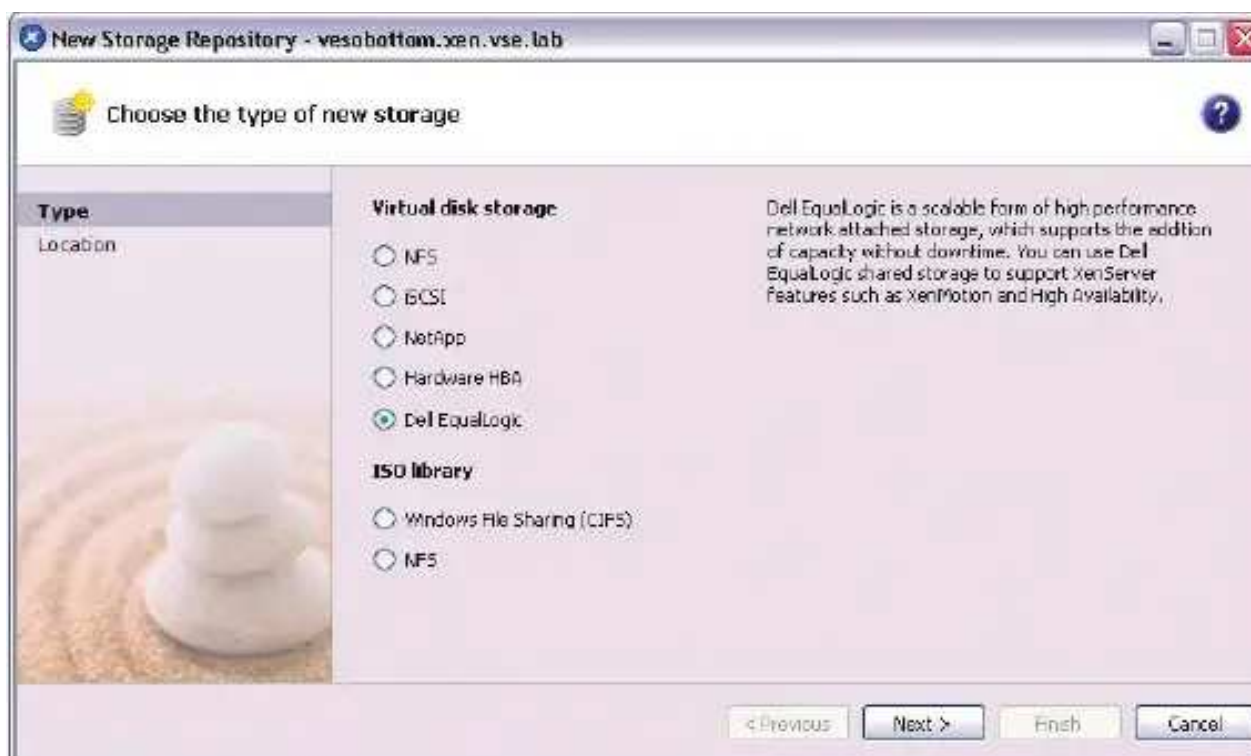 New Storage Repository - vesobottom.xen.vse.lab
Choose the type of new storage
?
Type
Location
Virtual disk storage
NFS
iSCSI
NetApp
Hardware HBA
Dell EqualLogic
ISO library
Windows File Sharing (CIFS)
NFS
Dell EqualLogic is a scalable form of high performance
network attached storage, which supports the addition
of capacity without downtime. You can use Dell
EqualLogic shared storage to support XenServer
features such as XenMotion and High Availability.
< Previous
Next >
Finish
Cancel